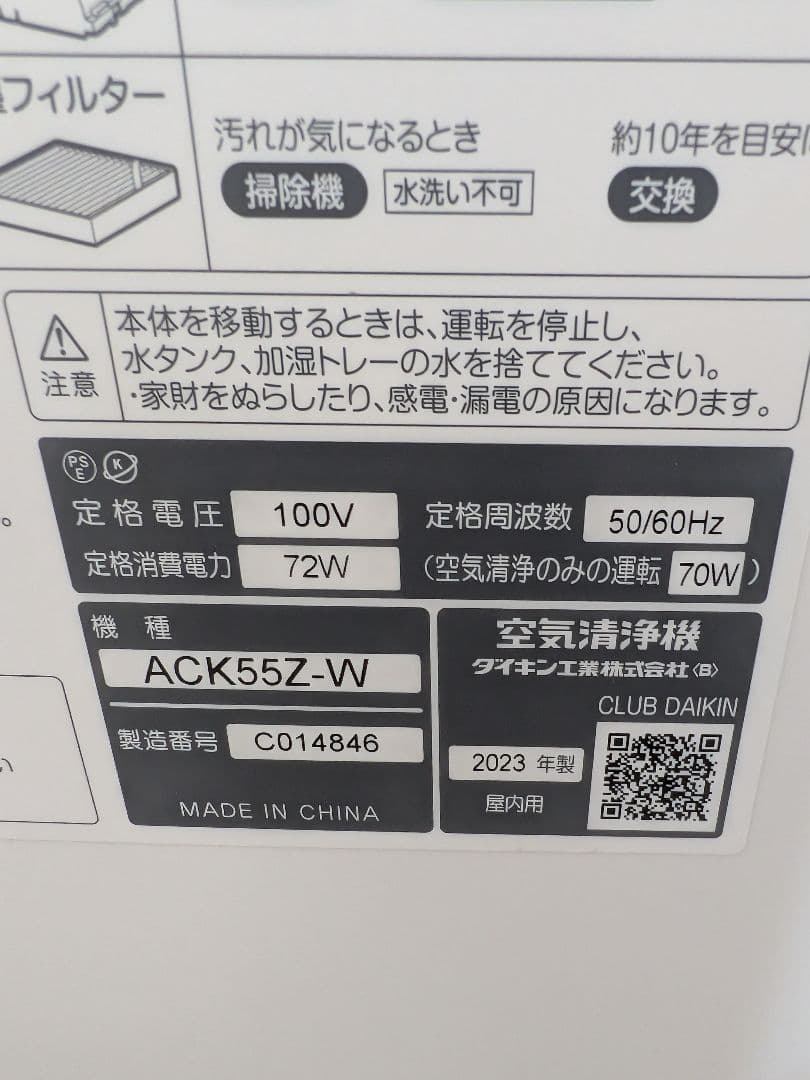 フィルター
汚れが気になるとき
掃除機 水洗い不可
約10年を目安に
交換
注意
本体を移動するときは、運転を停止し、
水タンク、加湿トレーの水を捨ててください。
・家財をぬらしたり、感電・漏電の原因になります。
PSE K
定格電圧 100V 定格周波数 50/60Hz
定格消費電力 72W (空気清浄のみの運転 70W)
機種
ACK55Z-W
製造番号 C014846
MADE IN CHINA
空気清浄機
ダイキン工業株式会社〈B〉
CLUB DAIKIN
2023 年製
屋内用
。
い